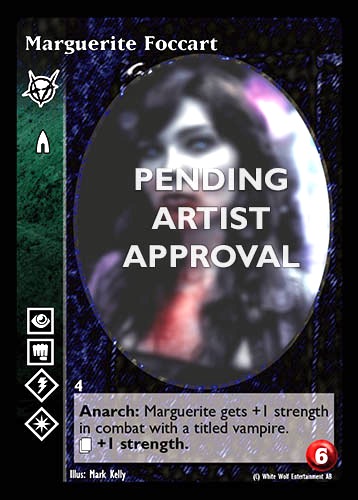 Marguerite Foccart
PENDING
ARTIST
APPROVAL
4
Anarch: Marguerite gets +1 strength
in combat with a titled vampire.
+1 strength.
6
Illus: Mark Kelly
(C) White Wolf Entertainment AB